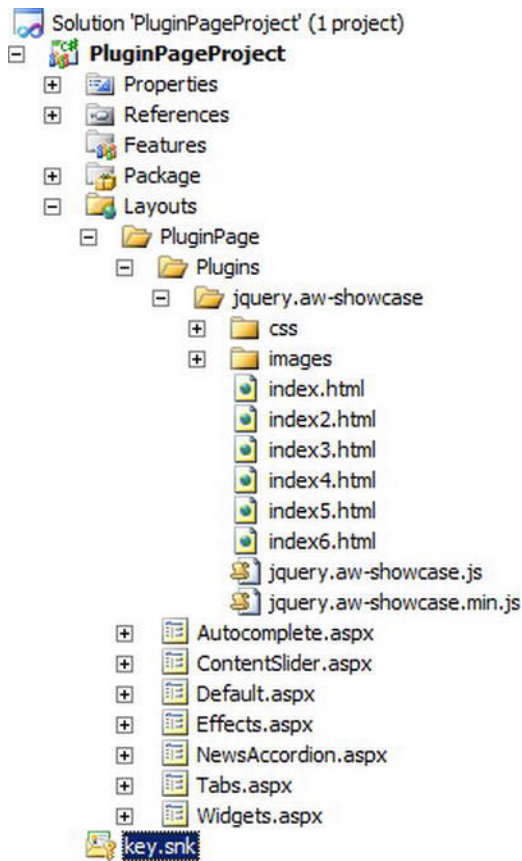 Solution 'PluginPageProject' (1 project)
PluginPageProject
Properties
References
Features
Package
Layouts
PluginPage
Plugins
jquery.aw-showcase
css
images
index.html
index2.html
index3.html
index4.html
index5.html
index6.html
jquery.aw-showcase.js
jquery.aw-showcase.min.js
Autocomplete.aspx
ContentSlider.aspx
Default.aspx
Effects.aspx
NewsAccordion.aspx
Tabs.aspx
Widgets.aspx
key.snk